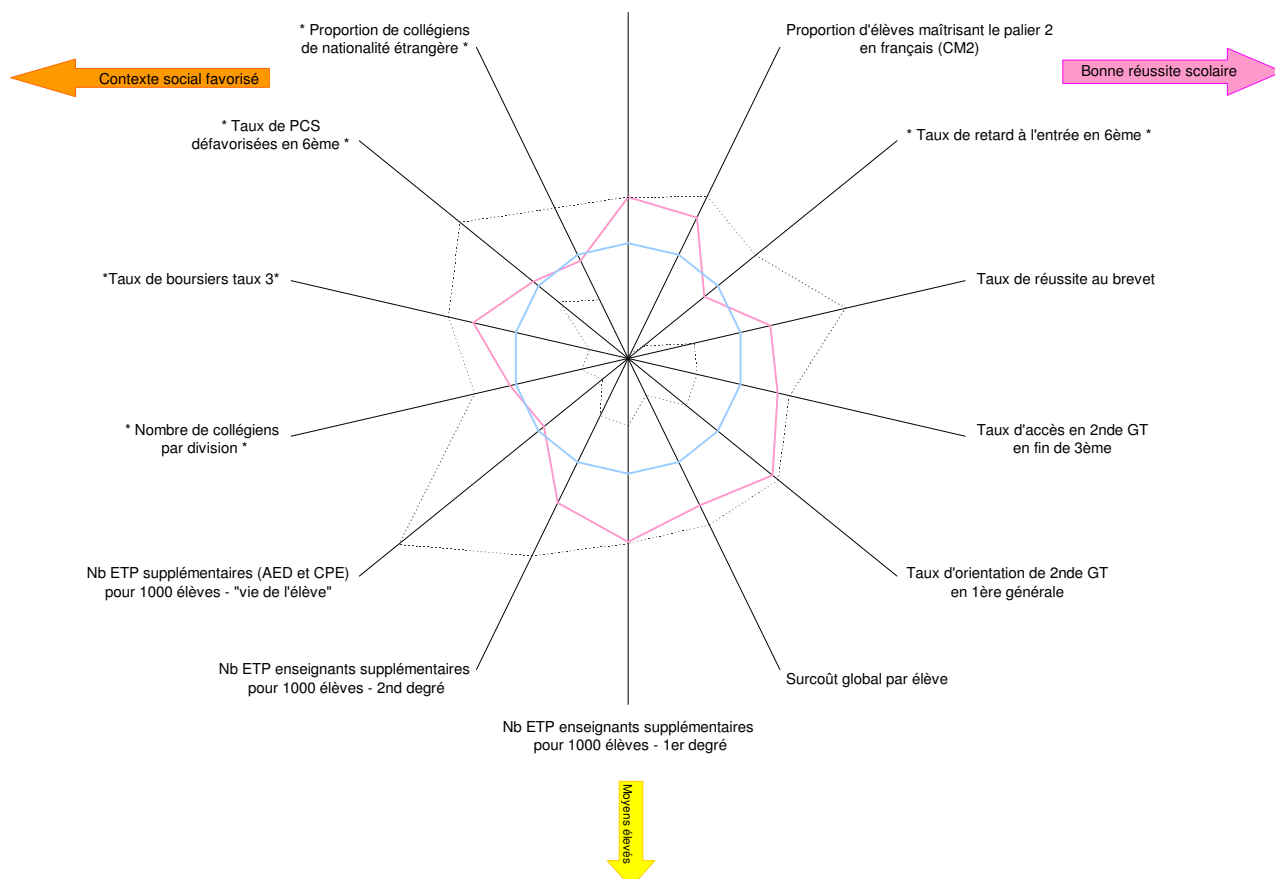 * Proportion de collégiens
de nationalité étrangère *
Proportion d'élèves maîtrisant le palier 2
en français (CM2)
Contexte social favorisé
Bonne réussite scolaire
* Taux de PCS
défavorisées en 6ème *
* Taux de retard à l'entrée en 6ème *
*Taux de boursiers taux 3*
Taux de réussite au brevet
* Nombre de collégiens
par division *
Taux d'accès en 2nde GT
en fin de 3ème
Nb ETP supplémentaires (AED et CPE)
pour 1000 élèves - "vie de l'élève"
Taux d'orientation de 2nde GT
en 1ère générale
Nb ETP enseignants supplémentaires
pour 1000 élèves - 2nd degré
Surcoût global par élève
Nb ETP enseignants supplémentaires
pour 1000 élèves - 1er degré
Moyens élevés